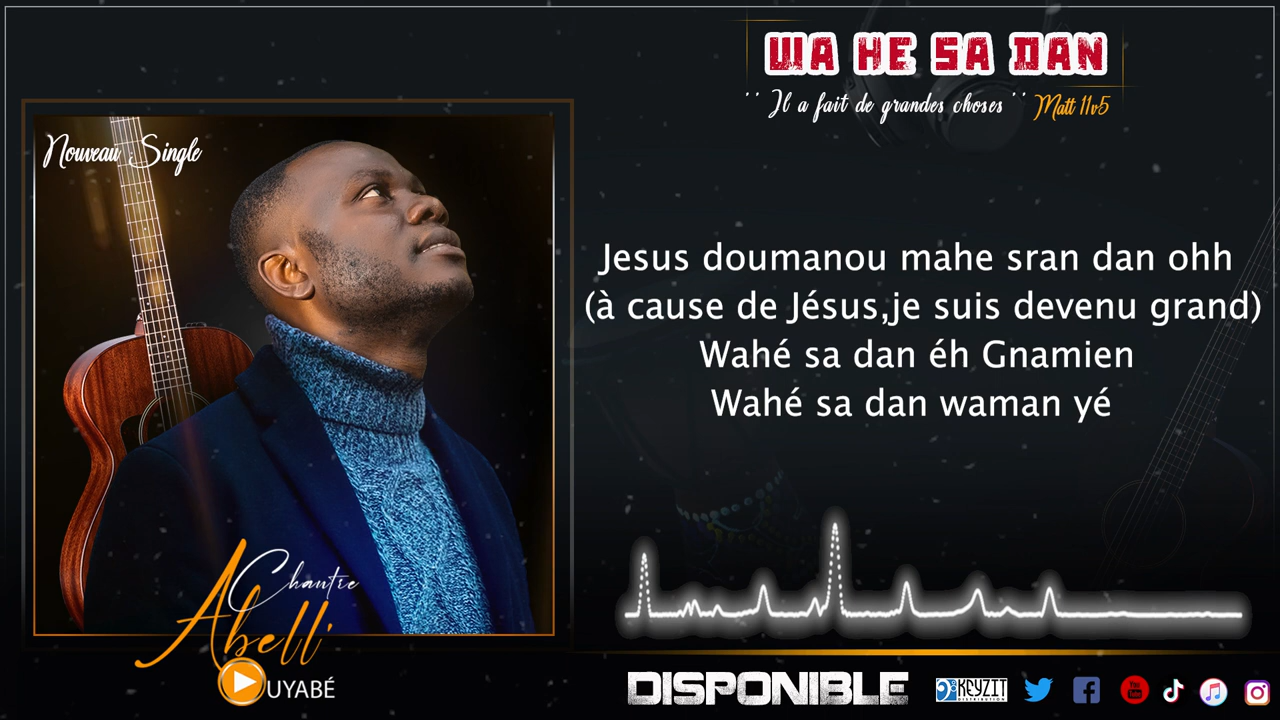 WA HE SA DAN
'' Il a fait de grandes choses '' Matt 11v5
Nouveau Single
Jesus doumanou mahe sran dan ohh
(à cause de Jésus,je suis devenu grand)
Wahé sa dan éh Gnamien
Wahé sa dan waman yé
Chantre
Abell'
OUYABÉ
DISPONIBLE
KEYZIT
DISTRIBUTION